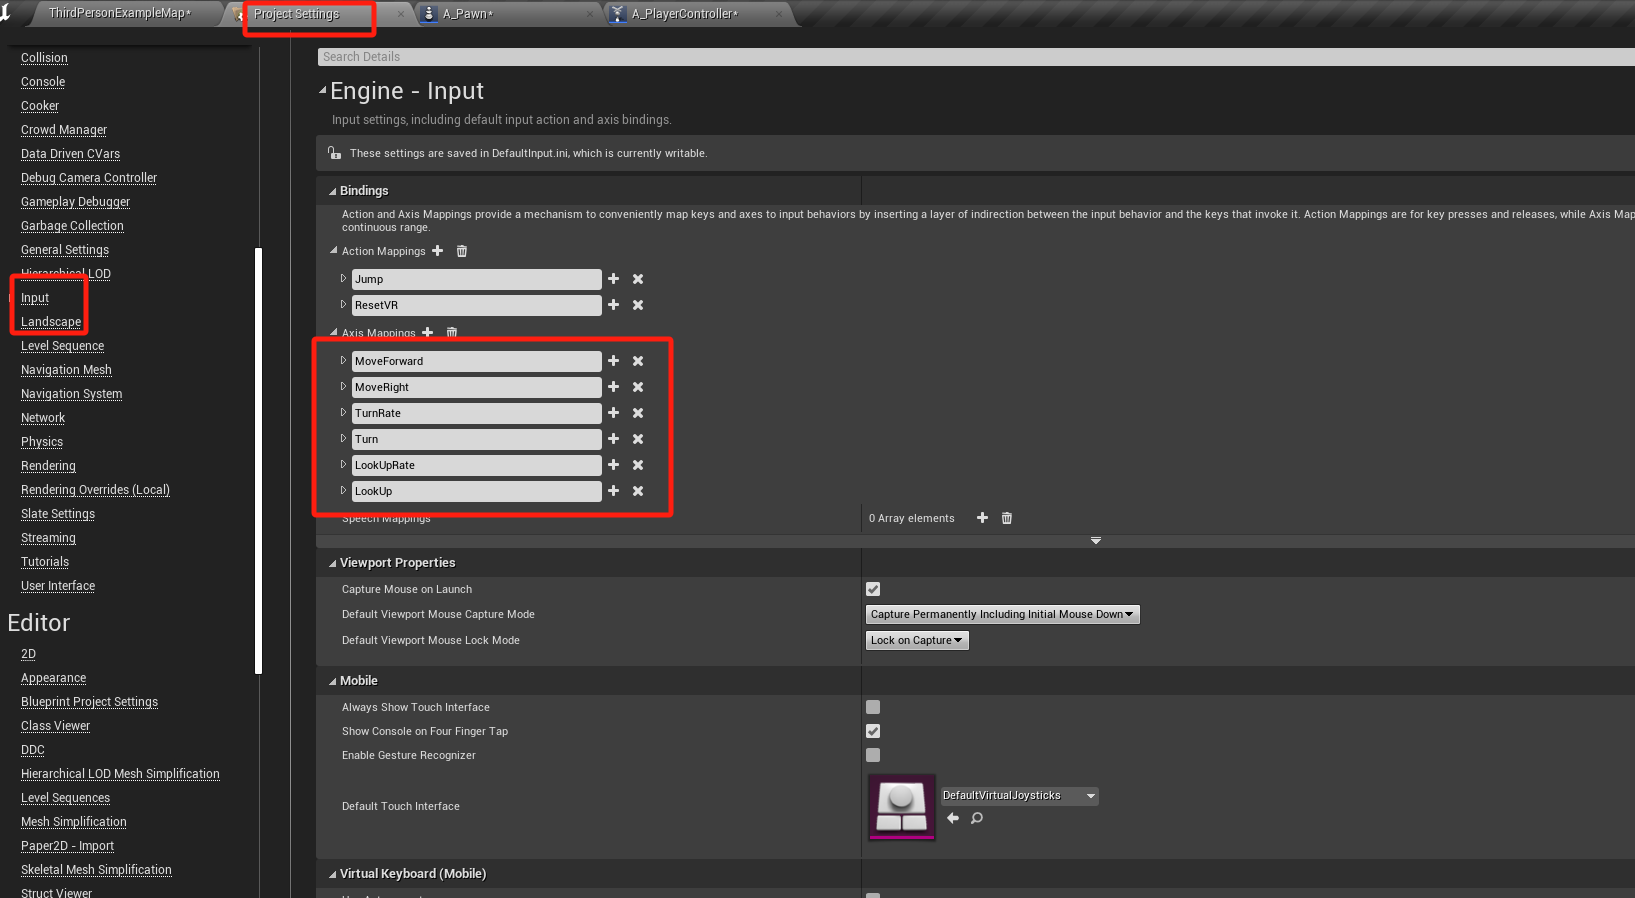 ThirdPersonExampleMap*
Project Settings
A_Pawn*
A_PlayerController*
Collision
Console
Cooker
Crowd Manager
Data Driven CVars
Debug Camera Controller
Gameplay Debugger
Garbage Collection
General Settings
Hierarchical LOD
Input
Landscape
Level Sequence
Navigation Mesh
Navigation System
Network
Physics
Rendering
Rendering Overrides (Local)
Slate Settings
Streaming
Tutorials
User Interface
Editor
2D
Appearance
Blueprint Project Settings
Class Viewer
DDC
Hierarchical LOD Mesh Simplification
Level Sequences
Mesh Simplification
Paper2D - Import
Skeletal Mesh Simplification
Struct Viewer
Search Details
Engine - Input
Input settings, including default input action and axis bindings.
These settings are saved in DefaultInput.ini, which is currently writable.
Bindings
Action and Axis Mappings provide a mechanism to conveniently map keys and axes to input behaviors by inserting a layer of indirection between the input behavior and the keys that invoke it. Action Mappings are for key presses and releases, while Axis Map
continuous range.
Action Mappings
Jump
ResetVR
Axis Mappings
MoveForward
MoveRight
TurnRate
Turn
LookUpRate
LookUp
Speech Mappings
0 Array elements
Viewport Properties
Capture Mouse on Launch
Default Viewport Mouse Capture Mode
Capture Permanently Including Initial Mouse Down
Default Viewport Mouse Lock Mode
Lock on Capture
Mobile
Always Show Touch Interface
Show Console on Four Finger Tap
Enable Gesture Recognizer
Default Touch Interface
DefaultVirtualJoysticks
Virtual Keyboard (Mobile)